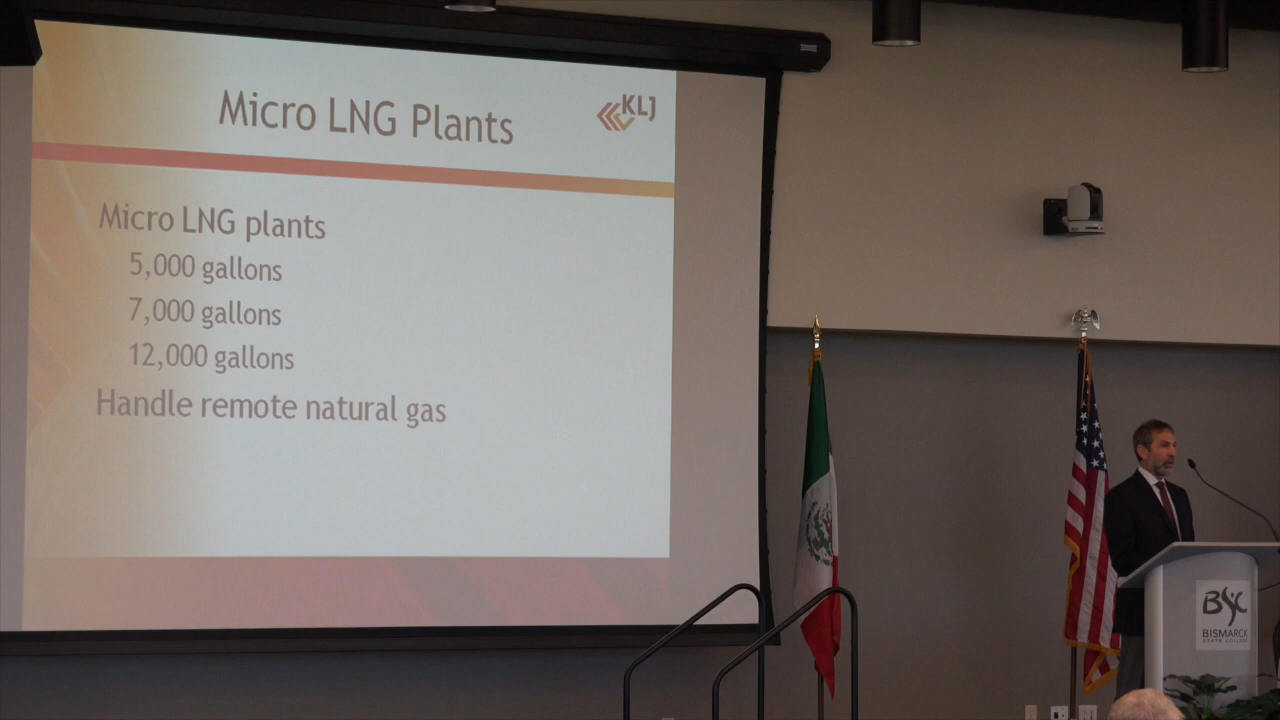 Micro LNG Plants
KLJ
Micro LNG plants
5,000 gallons
7,000 gallons
12,000 gallons
Handle remote natural gas
BSC
BISMARCK
STATE COLLEGE